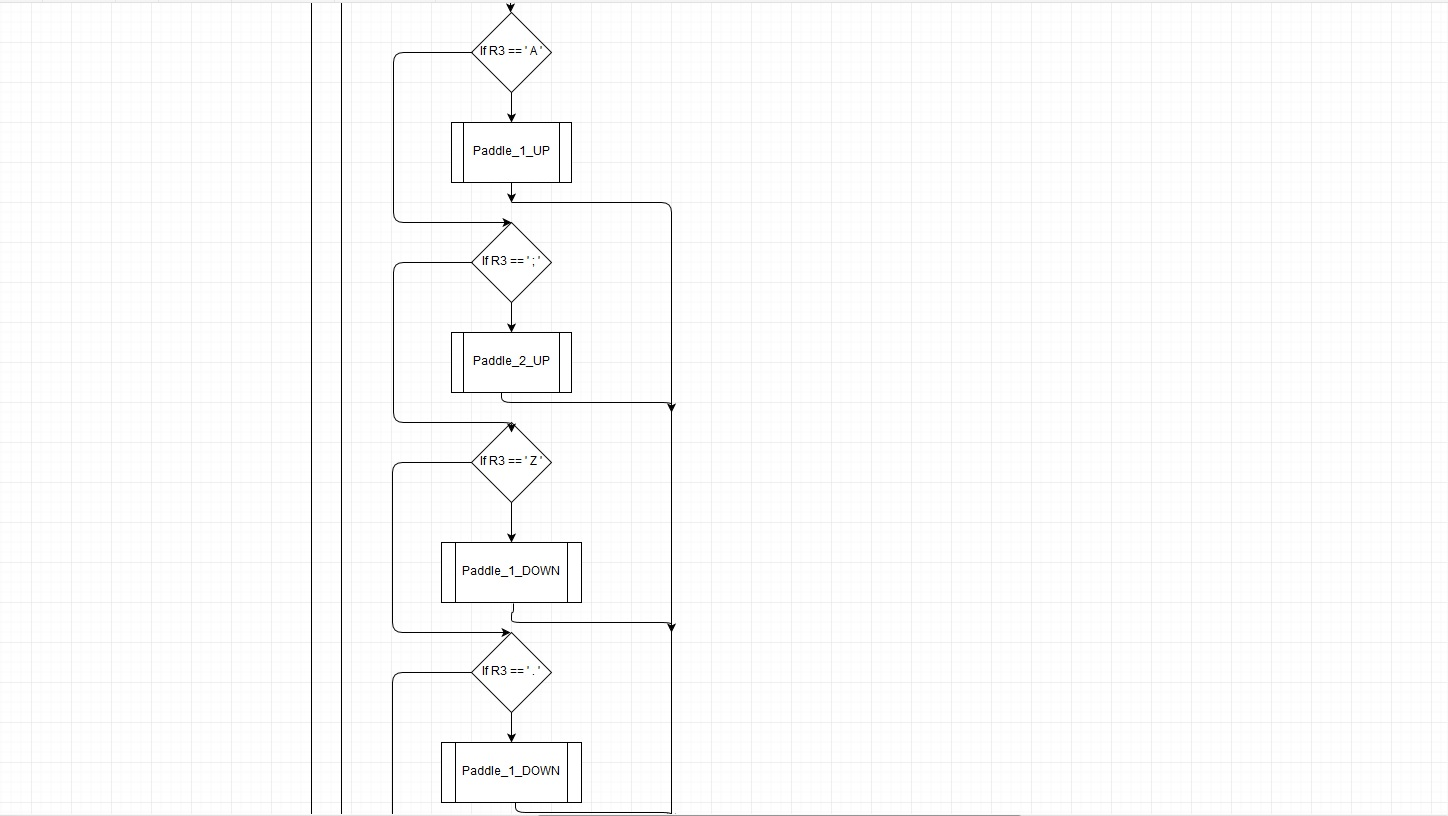 If R3 == ' A '
Paddle_1_UP
If R3 == ' ; '
Paddle_2_UP
If R3 == ' Z '
Paddle_1_DOWN
If R3 == ' . '
Paddle_1_DOWN